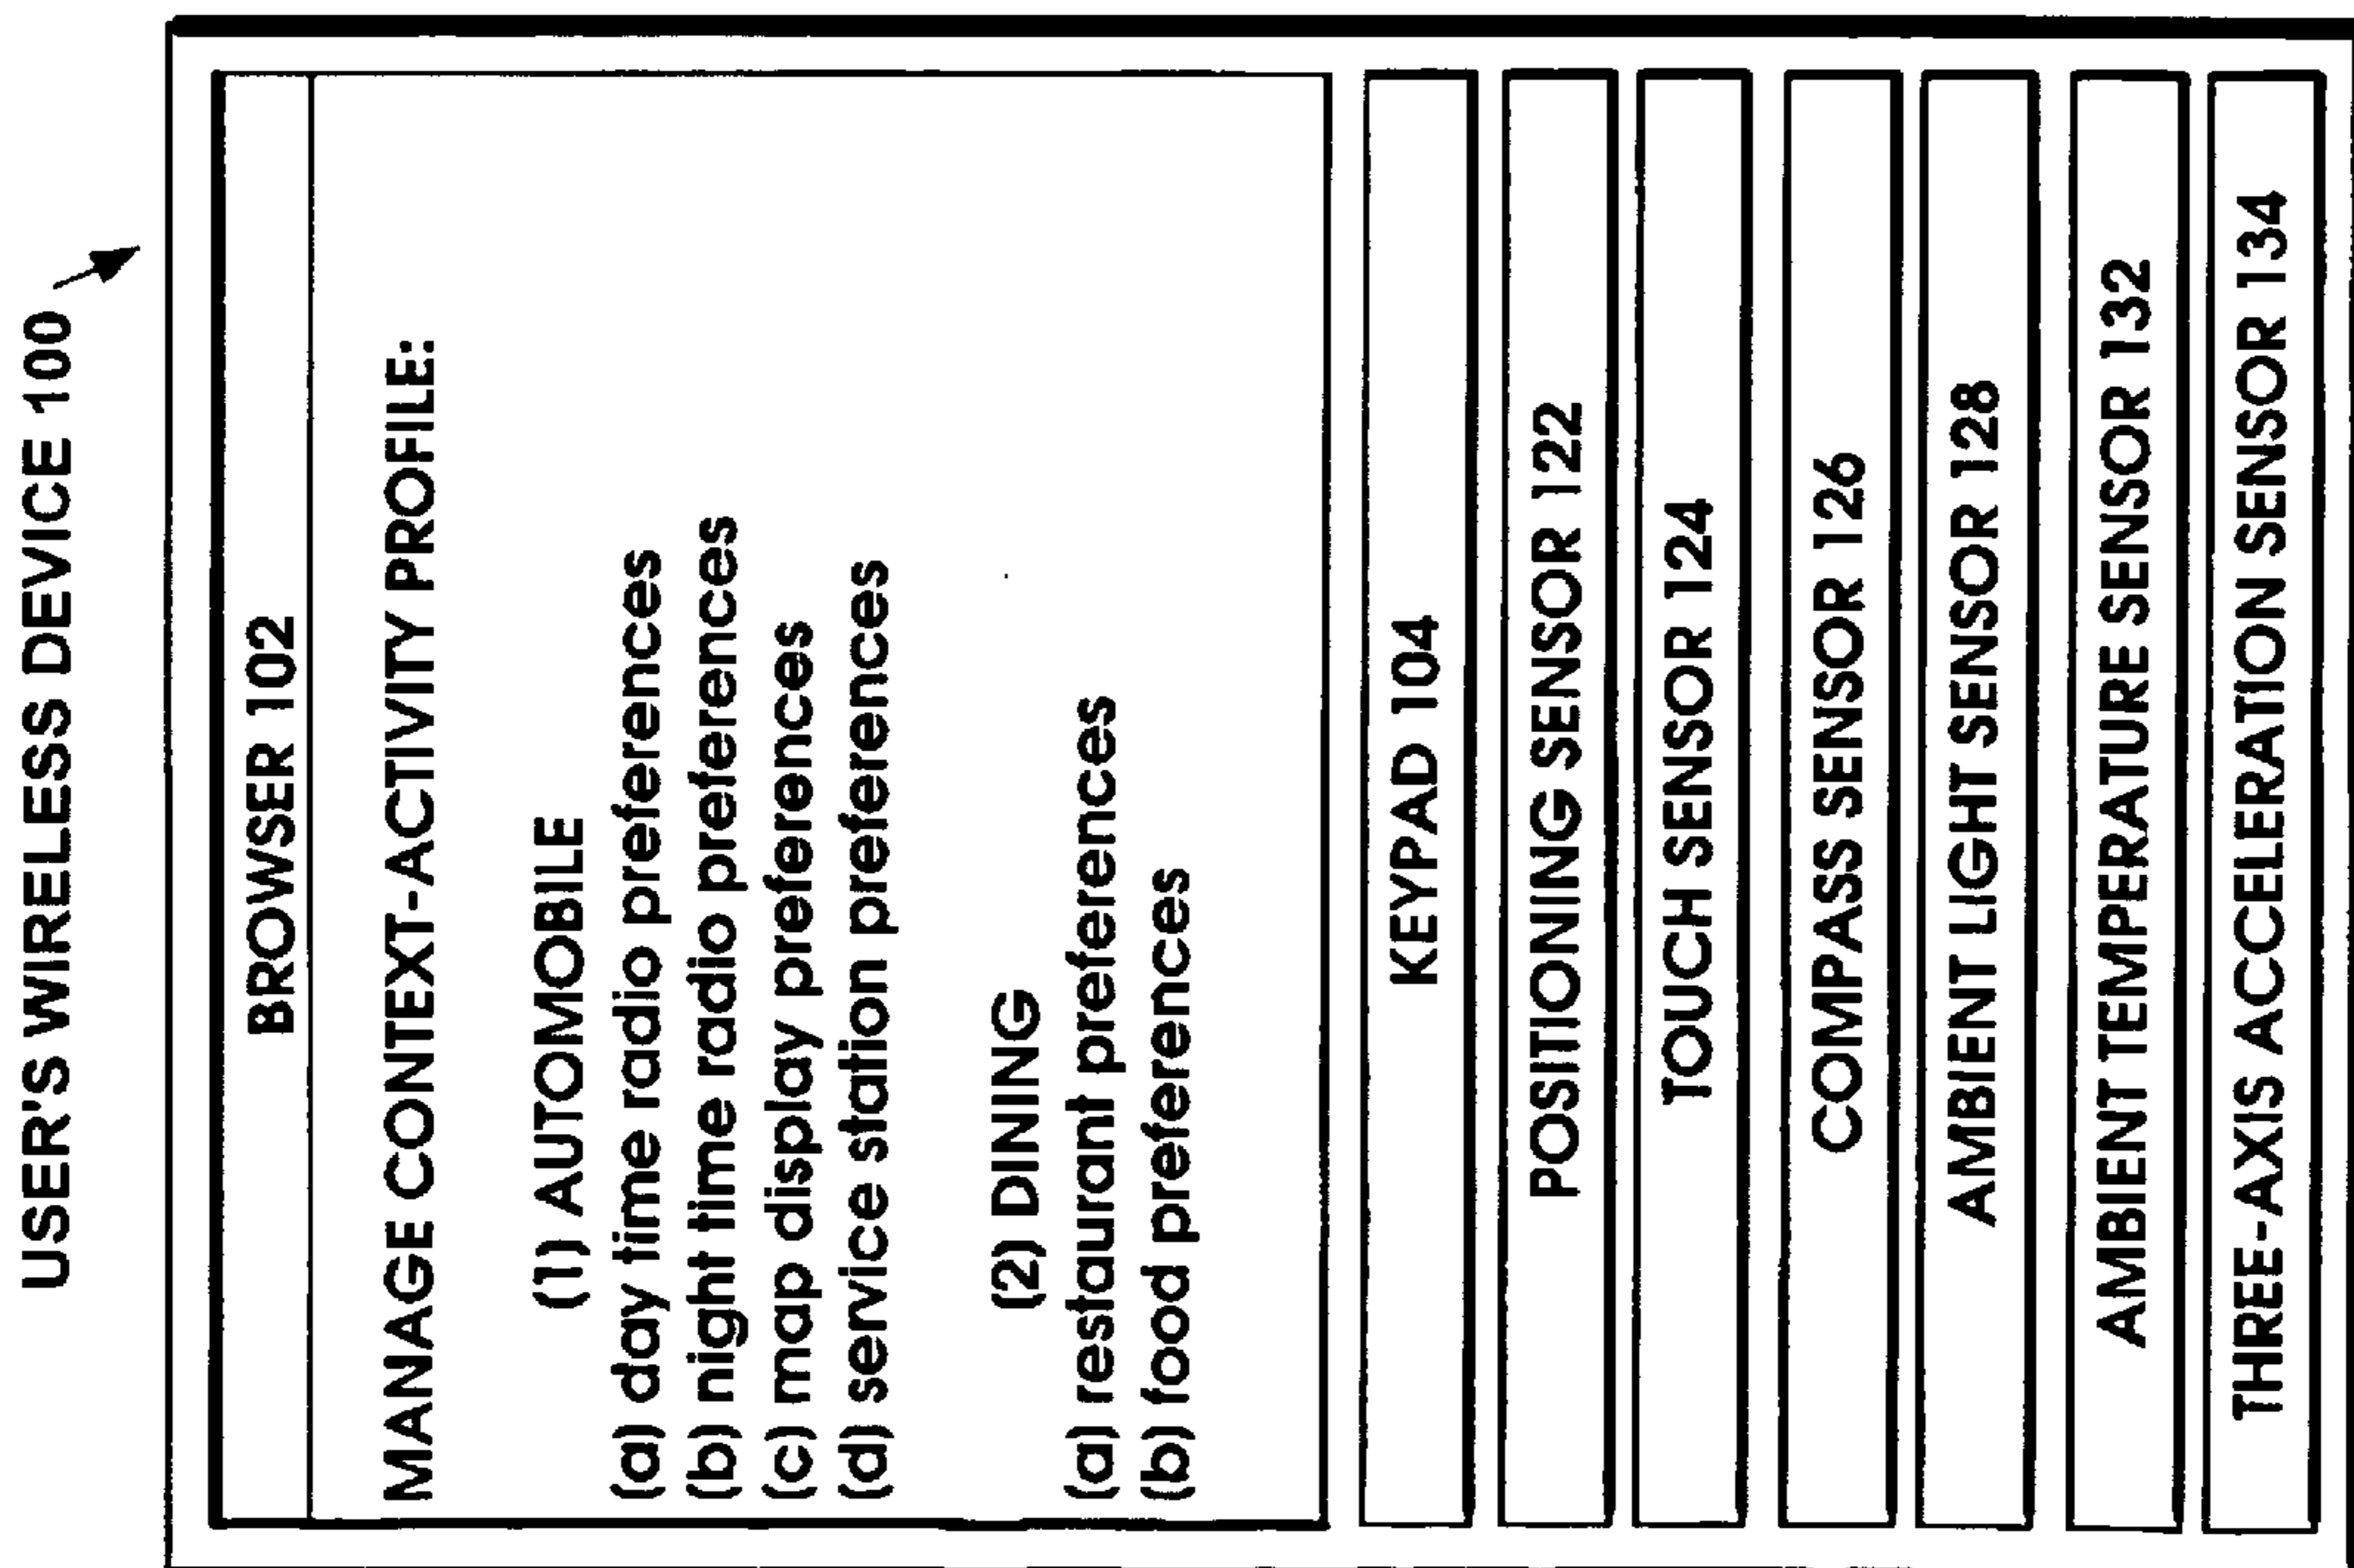 USER'S WIRELESS DEVICE 100
BROWSER 102
MANAGE CONTEXT-ACTIVITY PROFILE:
(1) AUTOMOBILE
(a) day time radio preferences
(b) night time radio preferences
(c) map display preferences
(d) service station preferences
(2) DINING
(a) restaurant preferences
(b) food preferences
KEYPAD 104
POSITIONING SENSOR 122
TOUCH SENSOR 124
COMPASS SENSOR 126
AMBIENT LIGHT SENSOR 128
AMBIENT TEMPERATURE SENSOR 132
THREE-AXIS ACCELERATION SENSOR 134